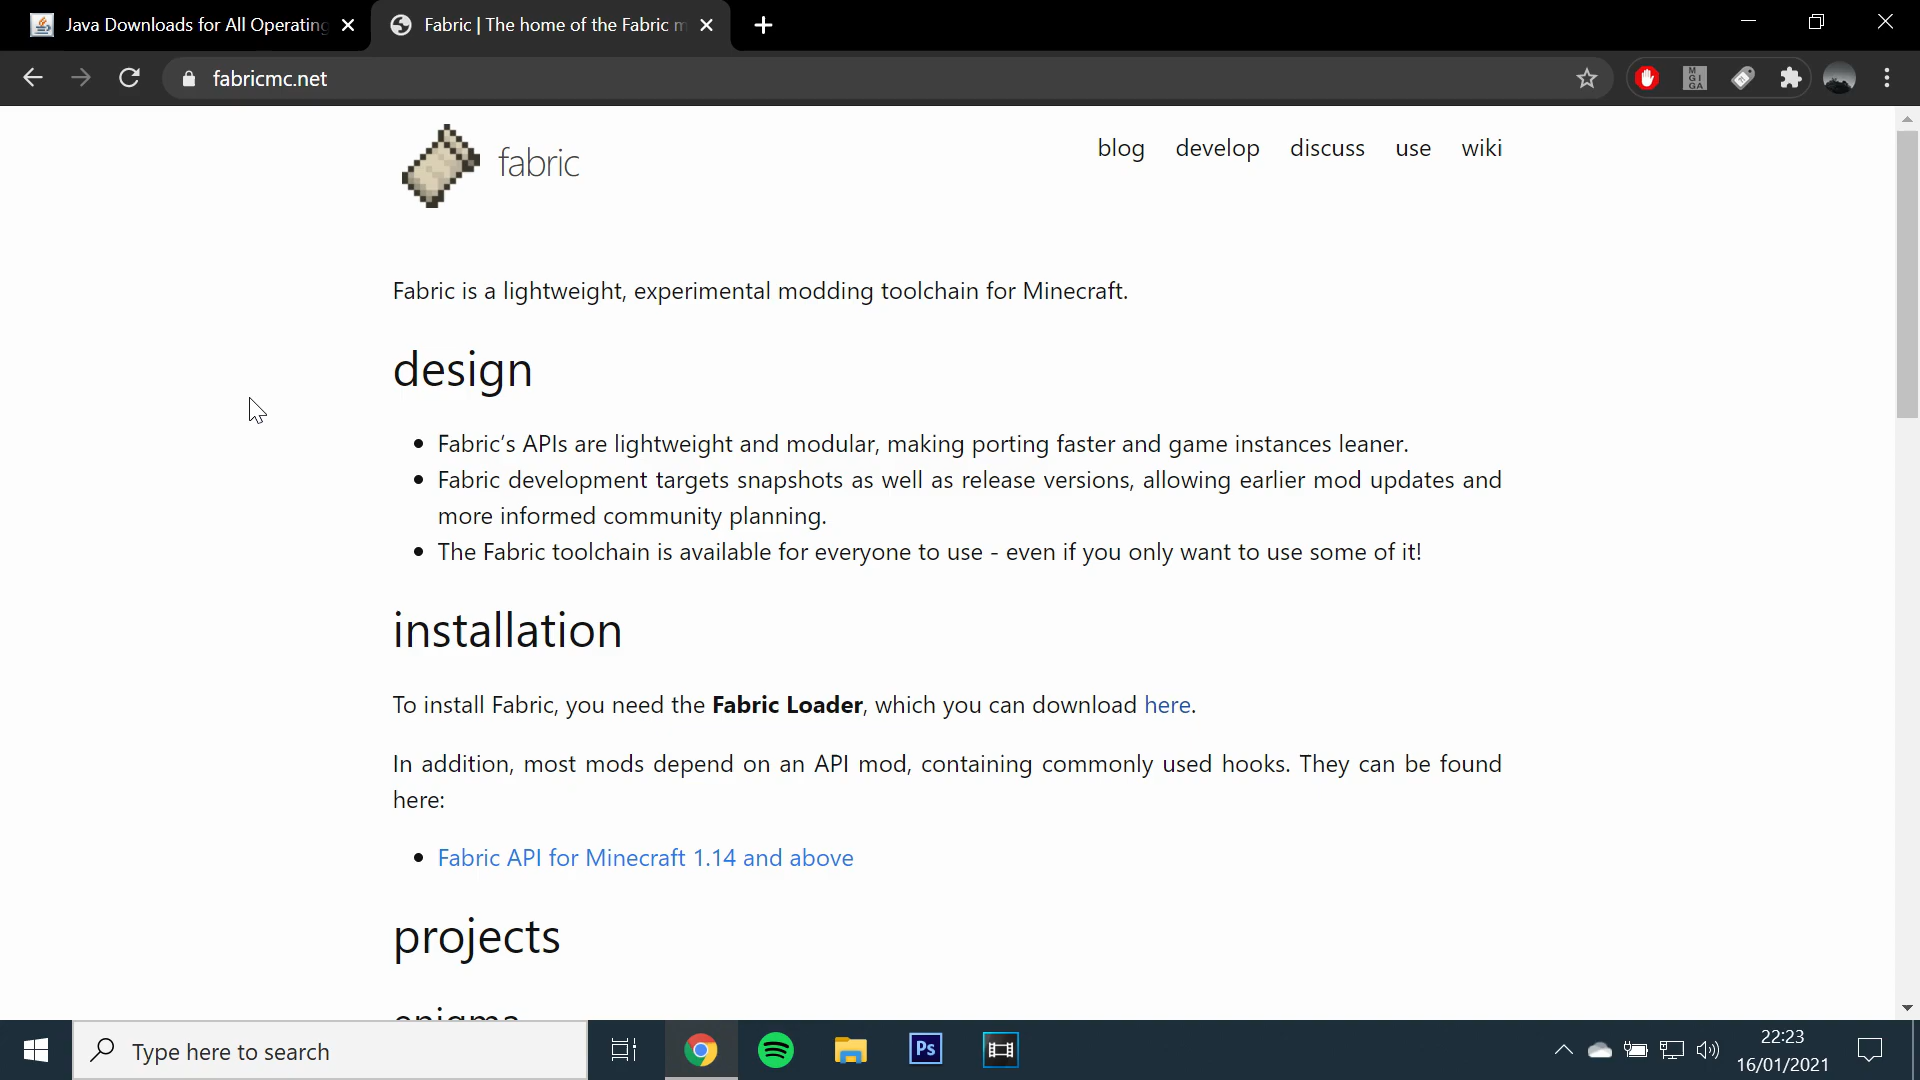 Java Downloads for All Operating
Fabric | The home of the Fabric m
fabricmc.net
M
GI
GA
fabric
blog develop discuss use wiki
Fabric is a lightweight, experimental modding toolchain for Minecraft.
design
Fabric's APIs are lightweight and modular, making porting faster and game instances leaner.
Fabric development targets snapshots as well as release versions, allowing earlier mod updates and
more informed community planning.
The Fabric toolchain is available for everyone to use - even if you only want to use some of it!
installation
To install Fabric, you need the Fabric Loader, which you can download here.
In addition, most mods depend on an API mod, containing commonly used hooks. They can be found
here:
Fabric API for Minecraft 1.14 and above
projects
enigma
Type here to search
Ps
22:23
16/01/2021